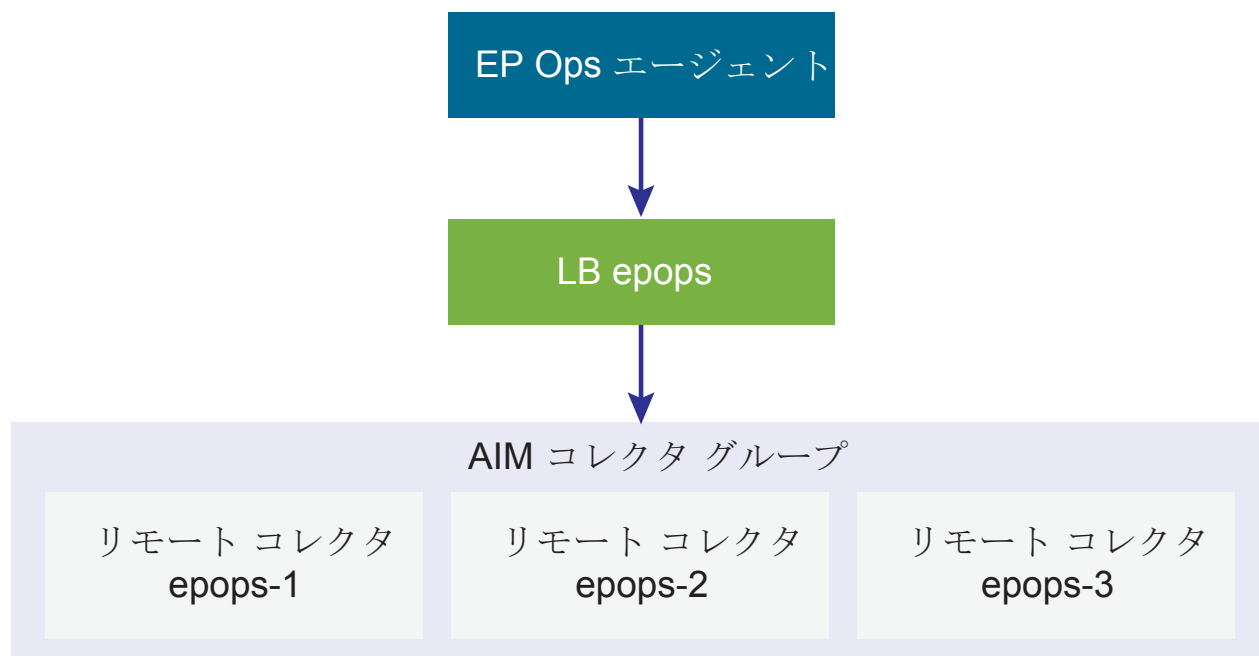 EP Ops エージェント
LB epops
AIM コレクタ グループ
リモート コレクタ
epops-1
リモート コレクタ
epops-2
リモート コレクタ
epops-3